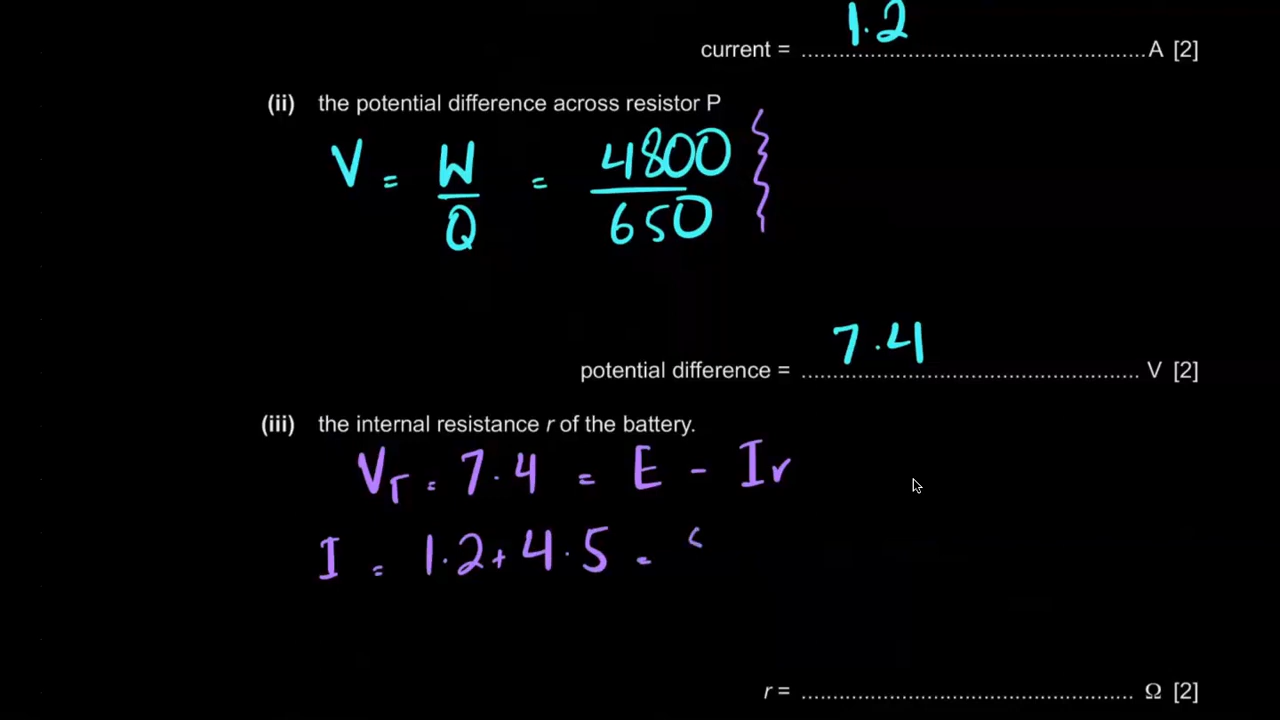 1.2
current = ........................................................ A [2]
(ii) the potential difference across resistor P
V = W/Q = 4800/650
7.4
potential difference = ........................................................ V [2]
(iii) the internal resistance r of the battery.
V_T = 7.4 = E - Ir
I = 1.2 + 4.5 =
r = ........................................................ Ω [2]